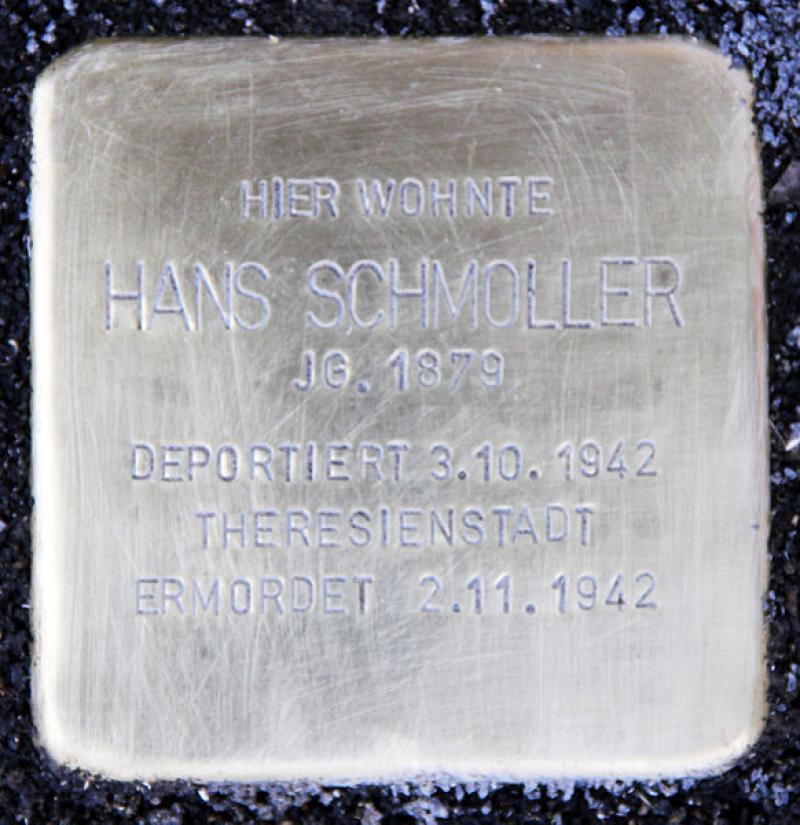 HIER WOHNTE
HANS SCHMOLLER
JG. 1879
DEPORTIERT 3.10.1942
THERESIENSTADT
ERMORDET 2.11.1942